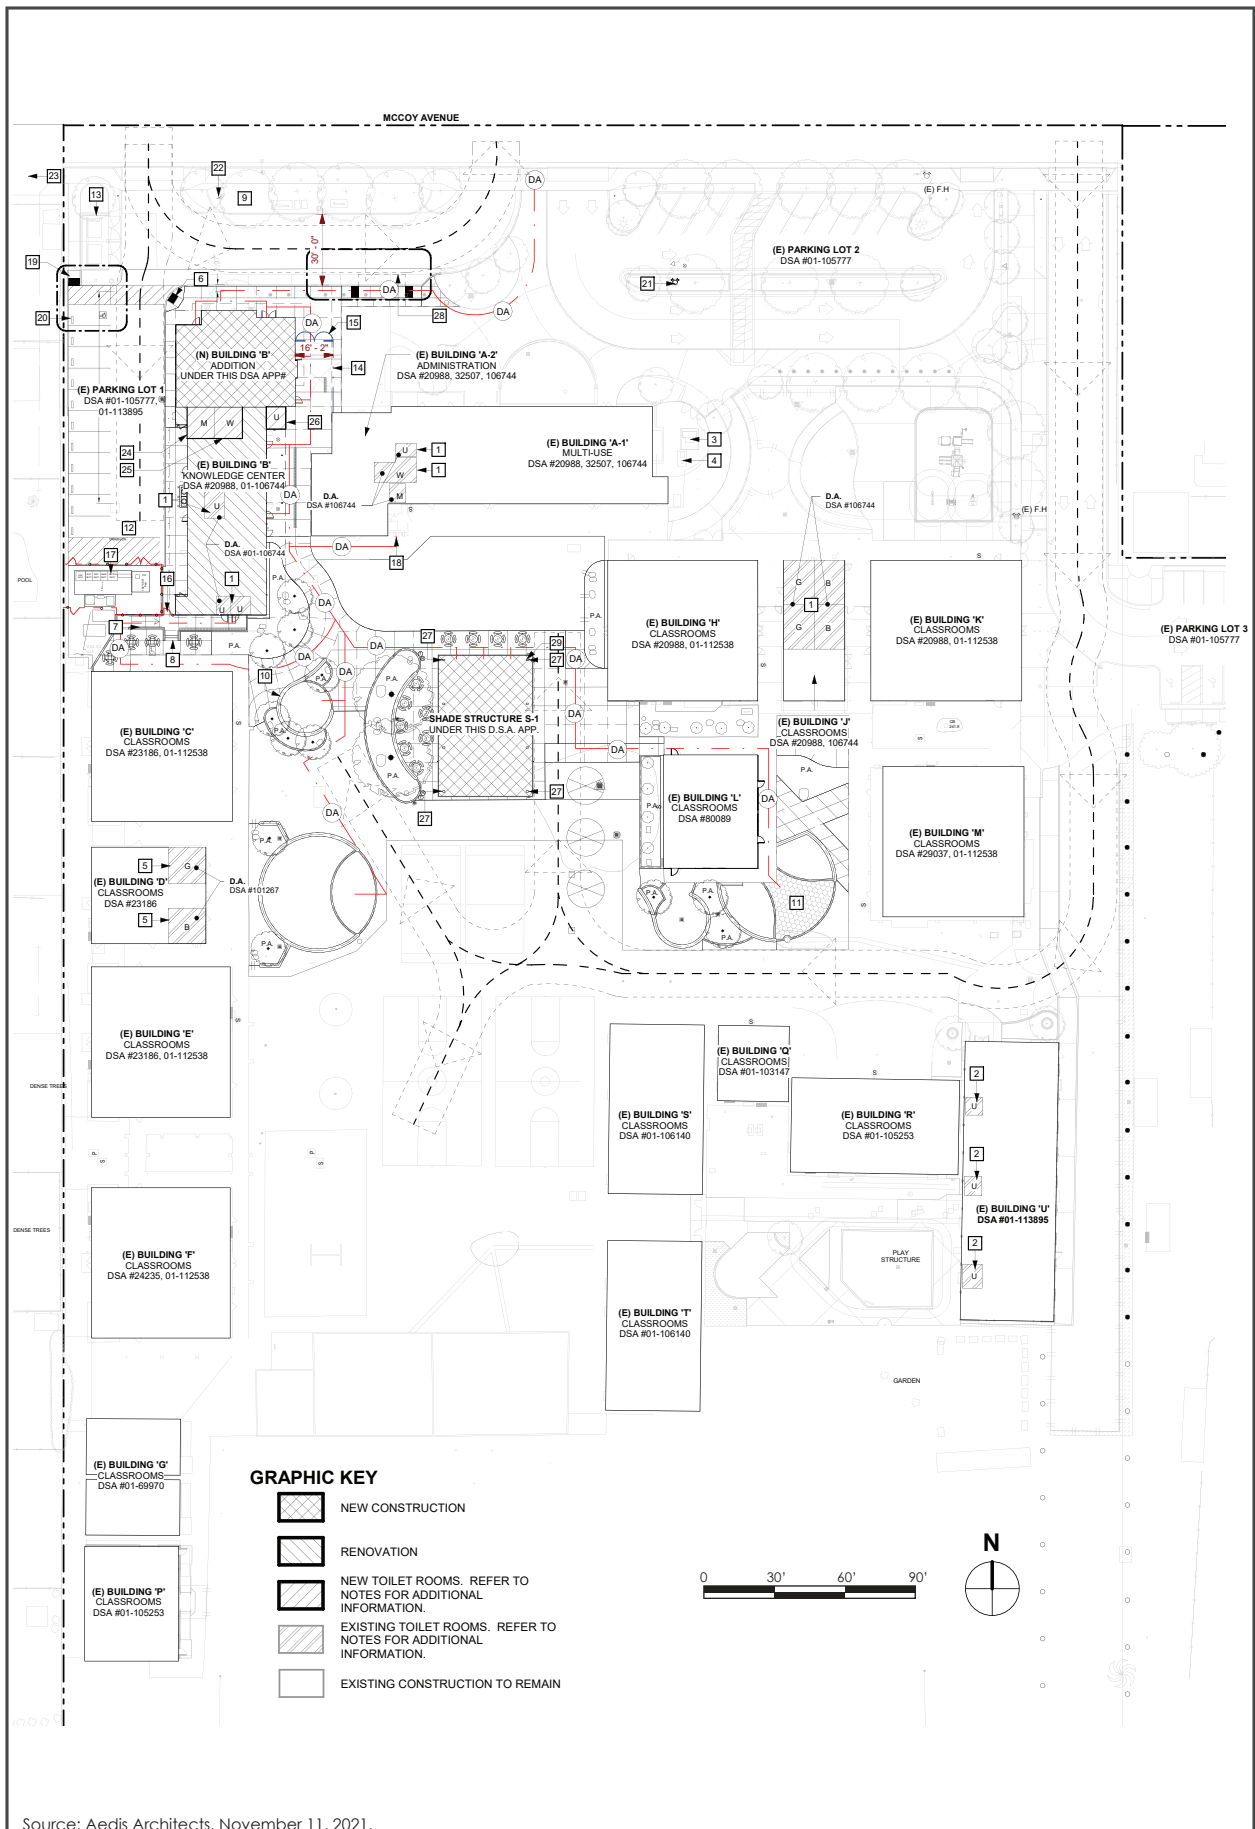 MCCOY AVENUE
22
23
13
9
DA
(E) F.H
30' - 0"
(E) PARKING LOT 2
DSA #01-105777
19
6
21
DA
20
DA
15
28
DA
16' - 2"
(N) BUILDING 'B'
ADDITION
UNDER THIS DSA APP#
14
(E) BUILDING 'A-2'
ADMINISTRATION
DSA #20988, 32507, 106744
(E) PARKING LOT 1
DSA #01-105777,
01-113895
M
W
U
26
24
25
(E) BUILDING 'B'
KNOWLEDGE CENTER
DSA #20988, 01-106744
U
1
W
1
M
(E) BUILDING 'A-1'
MULTI-USE
DSA #20988, 32507, 106744
3
4
1
U
DA
D.A.
DSA #106744
S
D.A.
DSA #106744
(E) F.H
12
D.A.
DSA #01-106744
DA
18
17
16
1
U
U
POOL
P.A.
DA
G
B
1
G
B
S
7
8
DA
P.A.
P.A.
(E) BUILDING 'H'
CLASSROOMS
DSA #20988, 01-112538
(E) BUILDING 'K'
CLASSROOMS
DSA #20988, 01-112538
(E) PARKING LOT 3
DSA #01-105777
27
29
27
DA
DA
DA
DA
10
P.A.
P.A.
S
(E) BUILDING 'C'
CLASSROOMS
DSA #23186, 01-112538
S
P.A.
SHADE STRUCTURE S-1
UNDER THIS D.S.A. APP.
DA
DA
(E) BUILDING 'J'
CLASSROOMS
DSA #20988, 106744
P.A.
P.A.
27
27
DA
(E) BUILDING 'L'
CLASSROOMS
DSA #80089
P.A.
DA
(E) BUILDING 'M'
CLASSROOMS
DSA #29037, 01-112538
P.A.
5
G
(E) BUILDING 'D'
CLASSROOMS
DSA #23186
D.A.
DSA #101267
5
B
P.A.
P.A.
P.A.
P.A.
11
S
(E) BUILDING 'E'
CLASSROOMS
DSA #23186, 01-112538
S
S
(E) BUILDING 'Q'
CLASSROOMS
DSA #01-103147
DENSE TREES
S
2
U
(E) BUILDING 'S'
CLASSROOMS
DSA #01-106140
(E) BUILDING 'R'
CLASSROOMS
DSA #01-105253
P
S
P
S
2
U
DENSE TREES
(E) BUILDING 'U'
DSA #01-113895
(E) BUILDING 'F'
CLASSROOMS
DSA #24235, 01-112538
PLAY
STRUCTURE
2
U
(E) BUILDING 'T'
CLASSROOMS
DSA #01-106140
GARDEN
(E) BUILDING 'G'
CLASSROOMS
DSA #01-69970
GRAPHIC KEY
NEW CONSTRUCTION
RENOVATION
NEW TOILET ROOMS. REFER TO
NOTES FOR ADDITIONAL
INFORMATION.
EXISTING TOILET ROOMS. REFER TO
NOTES FOR ADDITIONAL
INFORMATION.
EXISTING CONSTRUCTION TO REMAIN
N
0 30' 60' 90'
(E) BUILDING 'P'
CLASSROOMS
DSA #01-105253
Source: Aedis Architects, November 11, 2021.